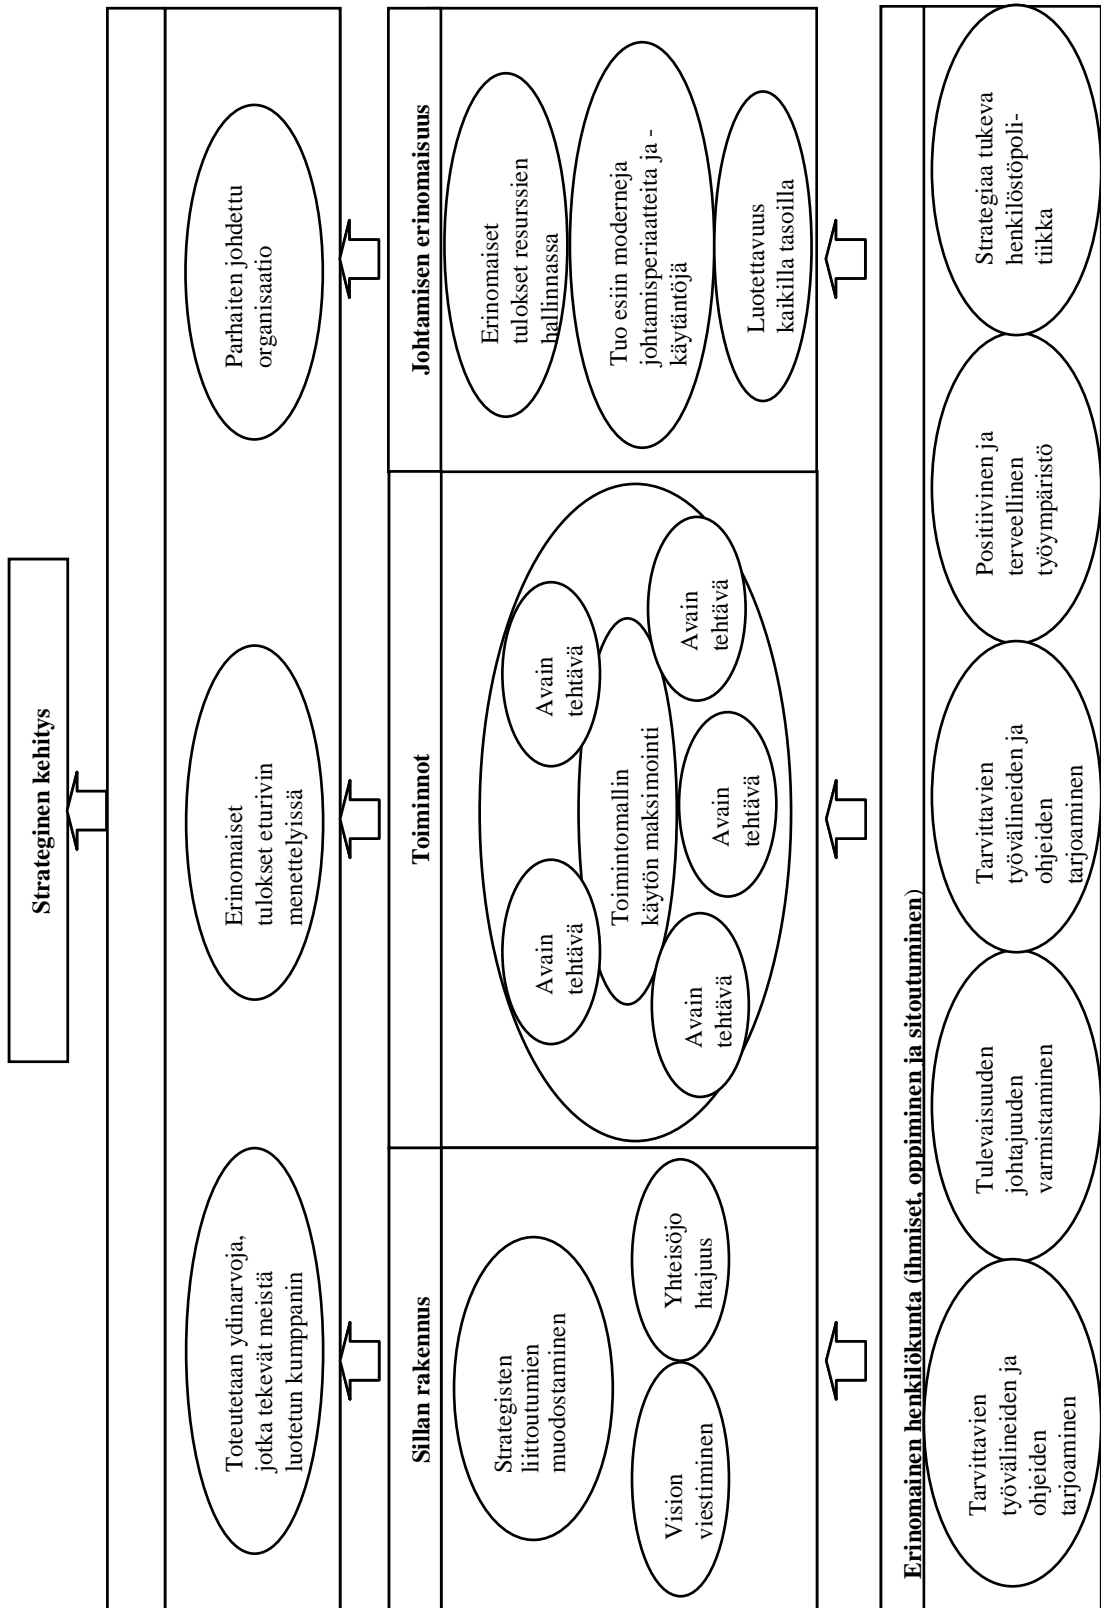 Strateginen kehitys
Toteutetaan ydinarvoja,
jotka tekevät meistä
luotetun kumppanin
Erinomaiset
tulokset eturivin
menettelyissä
Parhaiten johdettu
organisaatio
Sillan rakennus
Toiminnot
Johtamisen erinomaisuus
Strategisten
liittoutumien
muodostaminen
Vision
viestiminen
Yhteisöjo
htajuus
Avain
tehtävä
Avain
tehtävä
Toimintomallin
käytön maksimointi
Avain
tehtävä
Avain
tehtävä
Avain
tehtävä
Erinomaiset
tulokset resurssien
hallinnassa
Tuo esiin moderneja
johtamisperiaatteita ja -
käytäntöjä
Luotettavuus
kaikilla tasoilla
Erinomainen henkilökunta (ihmiset, oppiminen ja sitoutuminen)
Tarvittavien
työvälineiden ja
ohjeiden
tarjoaminen
Tulevaisuuden
johtajuuden
varmistaminen
Tarvittavien
työvälineiden ja
ohjeiden
tarjoaminen
Positiivinen ja
terveellinen
työympäristö
Strategiaa tukeva
henkilöstöpoli-
tiikka